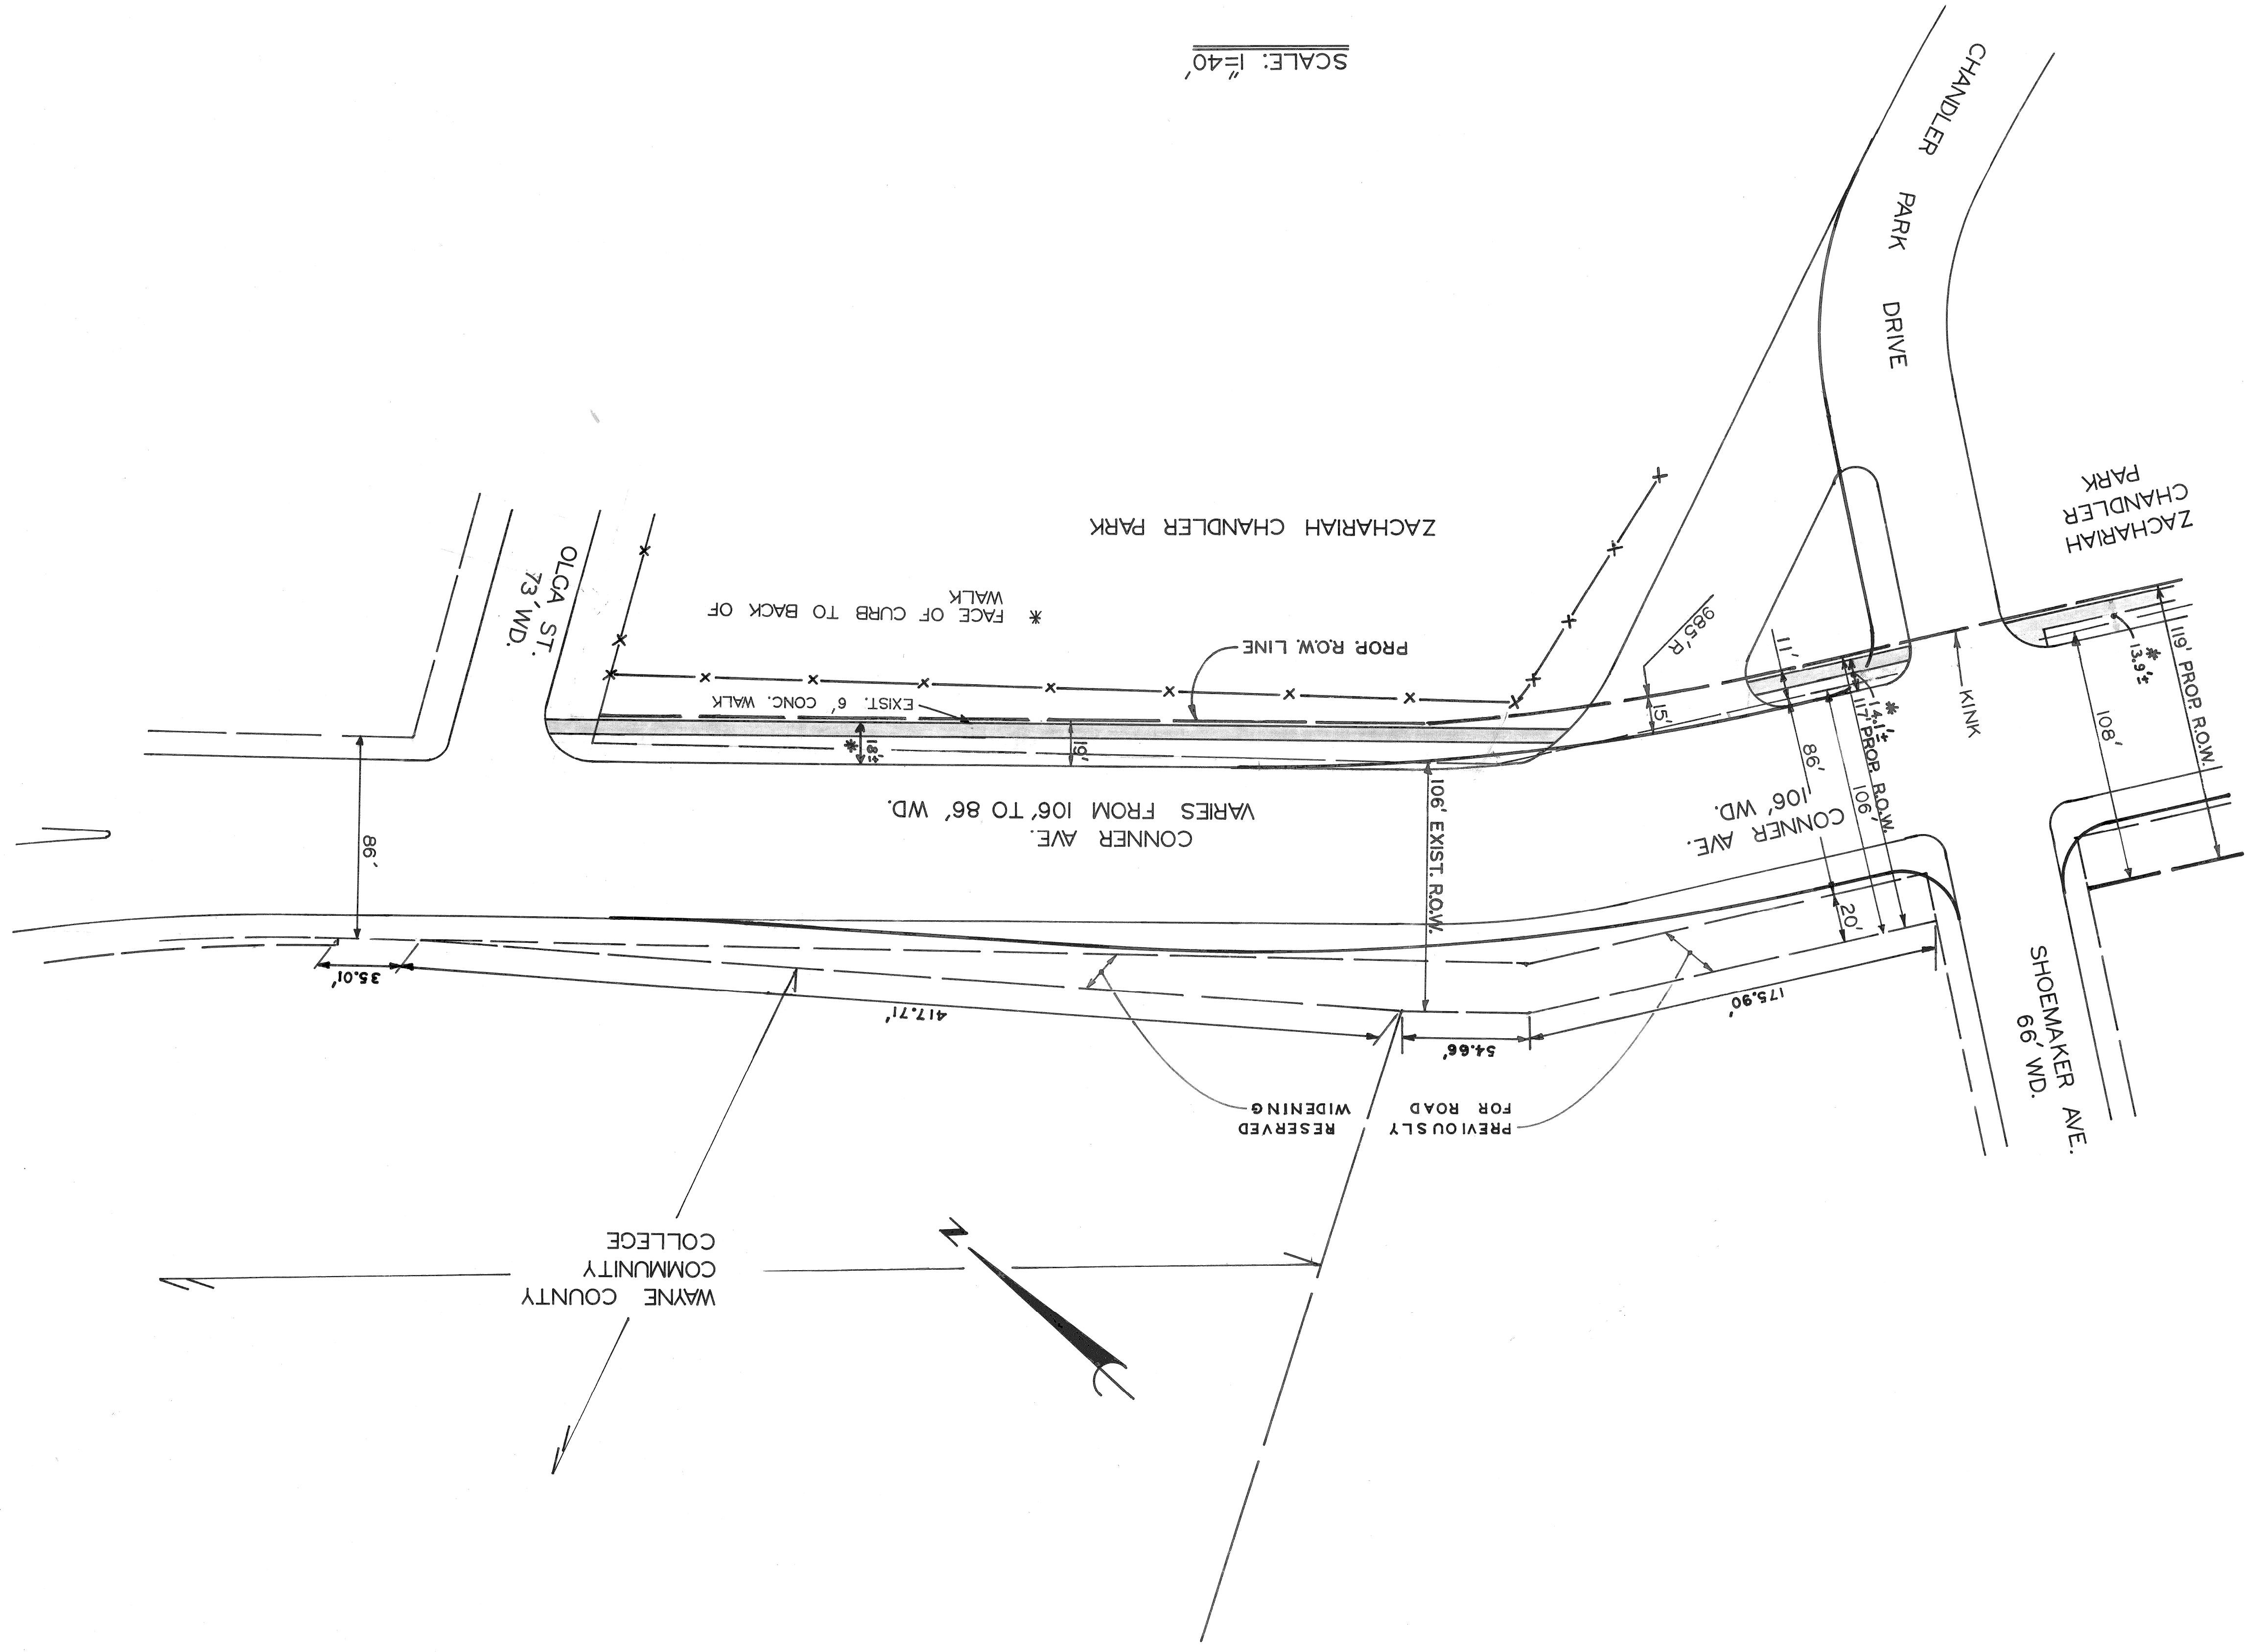 WAYNE COUNTY
COMMUNITY
COLLEGE
N
PREVIOUSLY RESERVED
FOR ROAD WIDENING
SHOEMAKER AVE.
66' WD.
175.90'
54.66'
417.71'
35.01'
20'
86'
106' EXIST. R.O.W.
CONNER AVE.
VARIES FROM 106' TO 86' WD.
CONNER AVE.
106' WD.
86'
106'
117' PROP. R.O.W.
* 14.1'±
11'
108'
119' PROP. R.O.W.
* 13.9'±
KINK
15'
985' R
19'
18'±
*
EXIST. 6' CONC. WALK
PROP. R.O.W. LINE
* FACE OF CURB TO BACK OF
WALK
OLGA ST.
73' WD.
ZACHARIAH CHANDLER PARK
ZACHARIAH
CHANDLER
PARK
CHANDLER PARK DRIVE
SCALE: 1"=40'